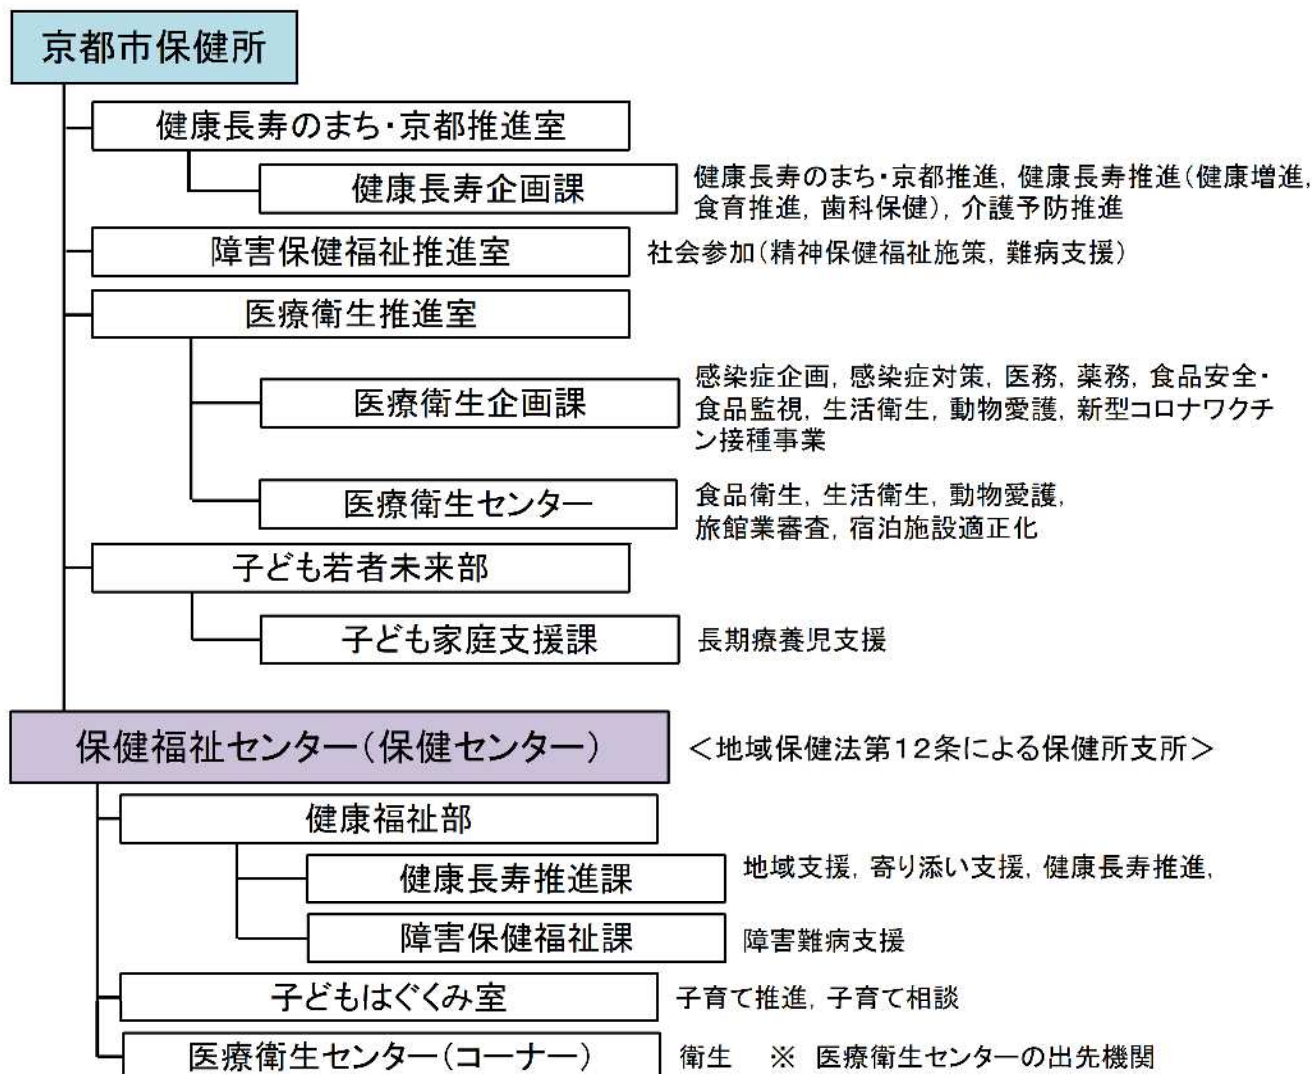 京都市保健所
健康長寿のまち・京都推進室
健康長寿企画課
健康長寿のまち・京都推進, 健康長寿推進(健康増進,
食育推進, 歯科保健), 介護予防推進
障害保健福祉推進室
社会参加(精神保健福祉施策, 難病支援)
医療衛生推進室
医療衛生企画課
感染症企画, 感染症対策, 医務, 薬務, 食品安全・
食品監視, 生活衛生, 動物愛護, 新型コロナワクチ
ン接種事業
医療衛生センター
食品衛生, 生活衛生, 動物愛護,
旅館業審査, 宿泊施設適正化
子ども若者未来部
子ども家庭支援課
長期療養児支援
保健福祉センター(保健センター)
<地域保健法第12条による保健所支所>
健康福祉部
健康長寿推進課
地域支援, 寄り添い支援, 健康長寿推進,
障害保健福祉課
障害難病支援
子どもはぐくみ室
子育て推進, 子育て相談
医療衛生センター(コーナー)
衛生 ※ 医療衛生センターの出先機関